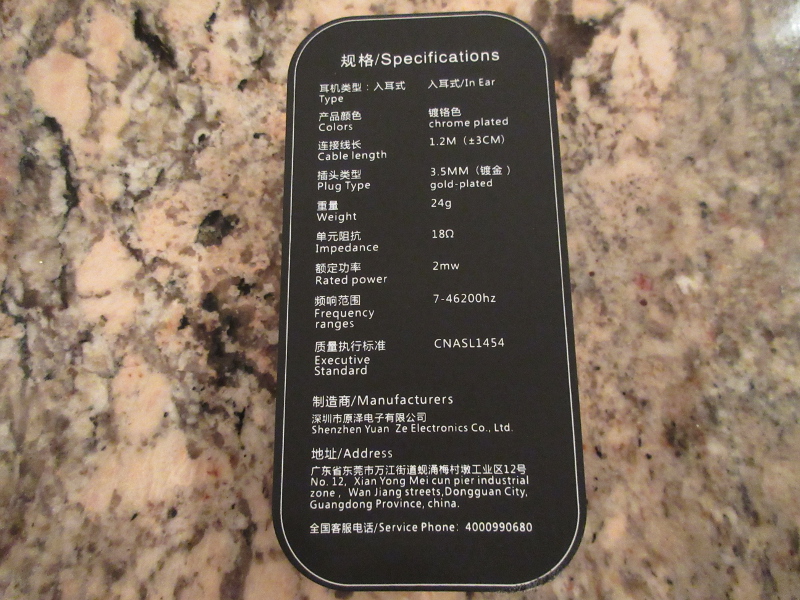 规格/Specifications
耳机类型：入耳式 入耳式/In Ear
Type
产品颜色 镀铬色
Colors chrome plated
连接线长 1.2M（±3CM）
Cable length
插头类型 3.5MM（镀金 ）
Plug Type gold-plated
重量 24g
Weight
单元阻抗 18Ω
Impedance
额定功率 2mw
Rated power
频响范围 7-46200hz
Frequency
ranges
质量执行标准 CNASL1454
Executive
Standard
制造商/Manufacturers
深圳市原泽电子有限公司
Shenzhen Yuan Ze Electronics Co., Ltd.
地址/Address
广东省东莞市万江街道蚬涌梅村墩工业区12号
No. 12, Xian Yong Mei cun pier industrial
zone , Wan Jiang streets,Dongguan City,
Guangdong Province, china.
全国客服电话/Service Phone: 4000990680